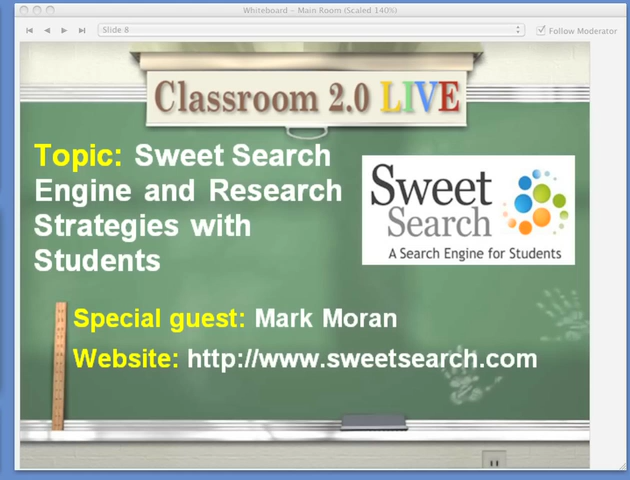 Whiteboard – Main Room (Scaled 140%)
Slide 8
Follow Moderator
Classroom 2.0 LIVE
Topic: Sweet Search
Engine and Research
Strategies with
Students
Sweet
Search
A Search Engine for Students
Special guest: Mark Moran
Website: http://www.sweetsearch.com